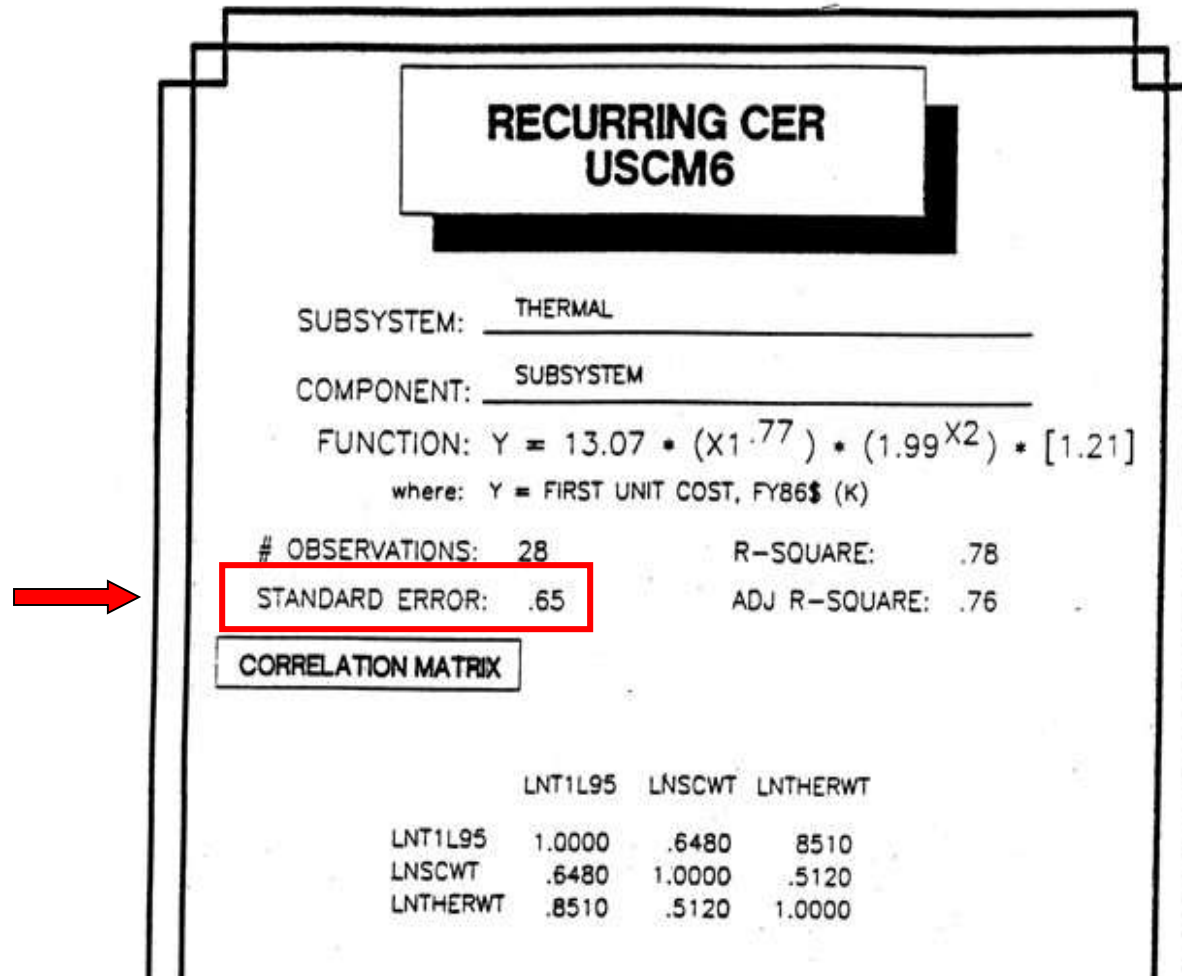 RECURRING CER
USCM6
SUBSYSTEM: THERMAL
COMPONENT: SUBSYSTEM
FUNCTION: Y = 13.07 * (X1^.77) * (1.99^X2) * [1.21]
where: Y = FIRST UNIT COST, FY86$ (K)
# OBSERVATIONS: 28 R-SQUARE: .78
STANDARD ERROR: .65 ADJ R-SQUARE: .76
CORRELATION MATRIX
LNT1L95 LNSCWT LNTHERWT
LNT1L95 1.0000 .6480 8510
LNSCWT .6480 1.0000 .5120
LNTHERWT .8510 .5120 1.0000